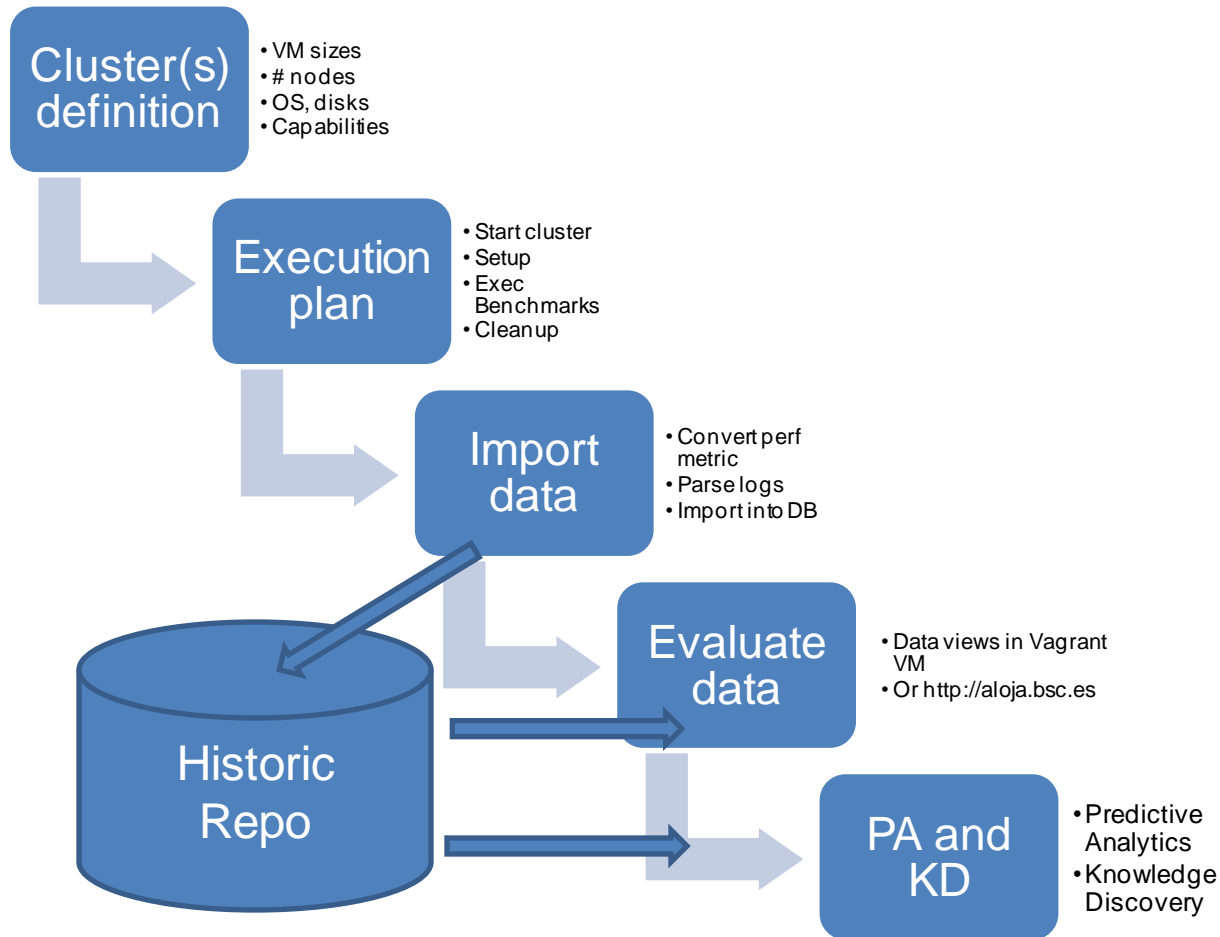 Cluster(s)
definition
• VM sizes
• # nodes
• OS, disks
• Capabilities
Execution
plan
• Start cluster
• Setup
• Exec
Benchmarks
• Cleanup
Import
data
• Convert perf
metric
• Parse logs
• Import into DB
Evaluate
data
• Data views in Vagrant
VM
• Or http://aloja.bsc.es
Historic
Repo
PA and
KD
• Predictive
Analytics
• Knowledge
Discovery